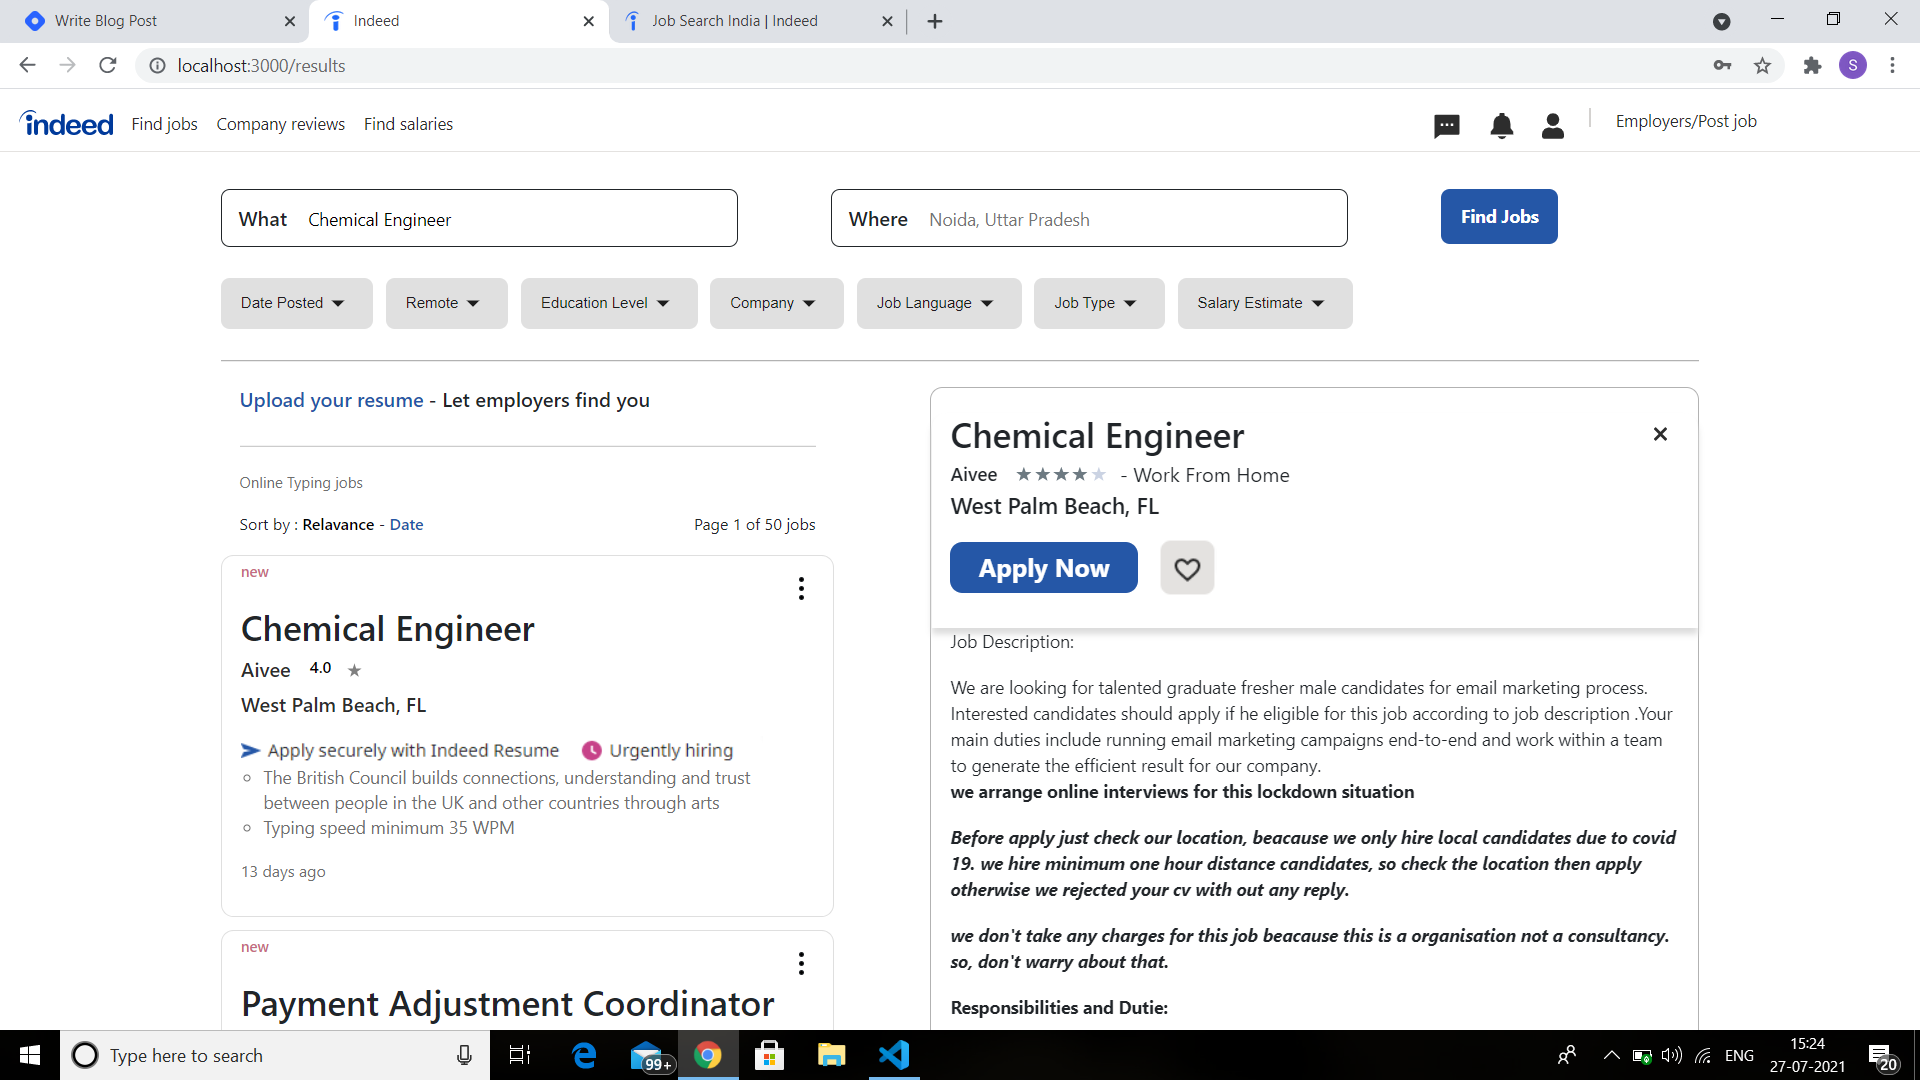 Write Blog Post
Indeed
Job Search India | Indeed
S
localhost:3000/results
indeed
Find jobs
Company reviews
Find salaries
Employers/Post job
What Chemical Engineer
Where Noida, Uttar Pradesh
Find Jobs
Date Posted
Remote
Education Level
Company
Job Language
Job Type
Salary Estimate
Upload your resume - Let employers find you
Online Typing jobs
Sort by : Relavance - Date
Page 1 of 50 jobs
new
Chemical Engineer
Aivee 4.0
West Palm Beach, FL
Apply securely with Indeed Resume
Urgently hiring
The British Council builds connections, understanding and trust
between people in the UK and other countries through arts
Typing speed minimum 35 WPM
13 days ago
new
Payment Adjustment Coordinator
Chemical Engineer
Aivee - Work From Home
West Palm Beach, FL
Apply Now
Job Description:
We are looking for talented graduate fresher male candidates for email marketing process.
Interested candidates should apply if he eligible for this job according to job description .Your
main duties include running email marketing campaigns end-to-end and work within a team
to generate the efficient result for our company.
we arrange online interviews for this lockdown situation
Before apply just check our location, beacause we only hire local candidates due to covid
19. we hire minimum one hour distance candidates, so check the location then apply
otherwise we rejected your cv with out any reply.
we don't take any charges for this job beacause this is a organisation not a consultancy.
so, don't warry about that.
Responsibilities and Dutie:
Type here to search
99+
ENG
15:24
27-07-2021
20